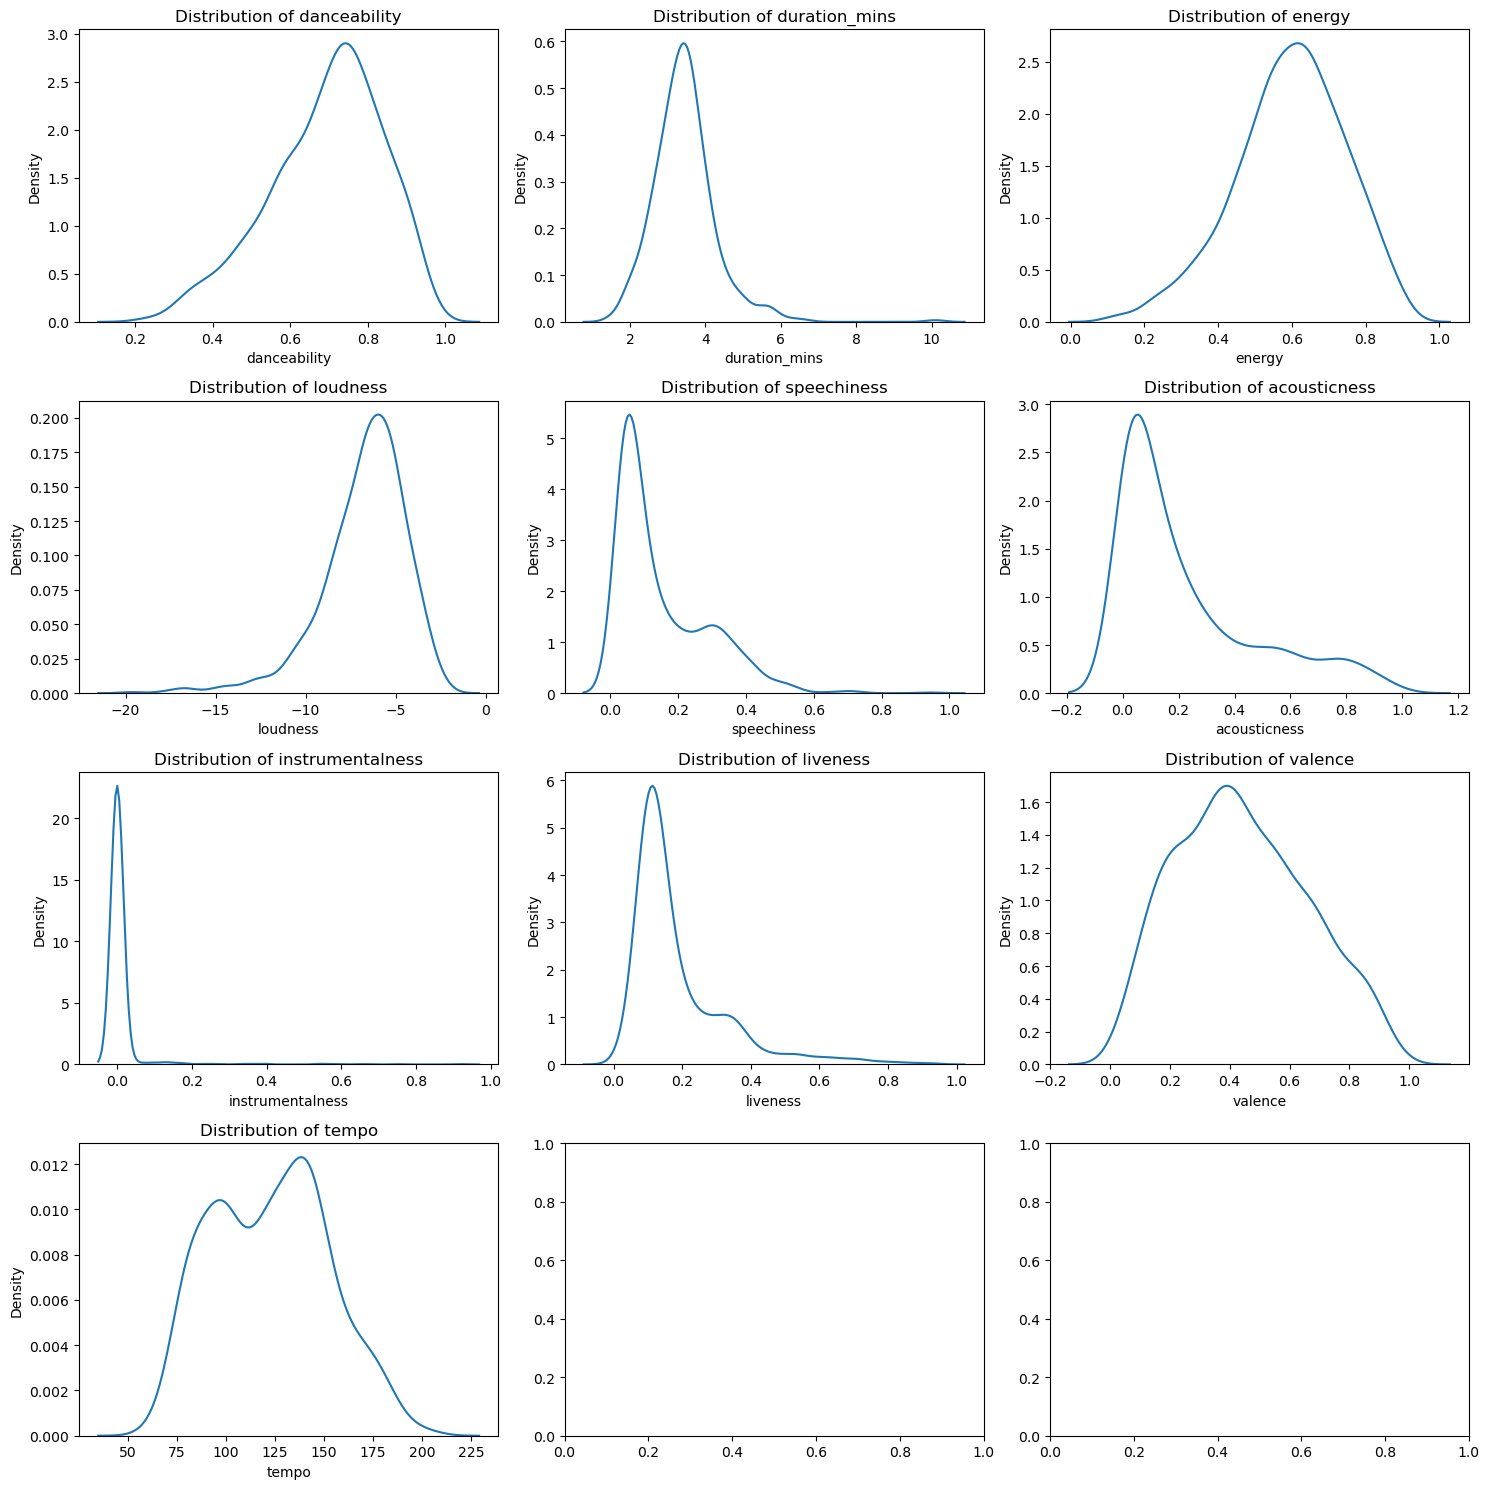 Distribution of danceability
3.0
2.5
2.0
1.5
1.0
0.5
0.0
Density
0.2 0.4 0.6 0.8 1.0
danceability
Distribution of duration_mins
0.6
0.5
0.4
0.3
0.2
0.1
0.0
Density
2 4 6 8 10
duration_mins
Distribution of energy
2.5
2.0
1.5
1.0
0.5
0.0
Density
0.0 0.2 0.4 0.6 0.8 1.0
energy
Distribution of loudness
0.200
0.175
0.150
0.125
0.100
0.075
0.050
0.025
0.000
Density
−20 −15 −10 −5 0
loudness
Distribution of speechiness
5
4
3
2
1
0
Density
0.0 0.2 0.4 0.6 0.8 1.0
speechiness
Distribution of acousticness
3.0
2.5
2.0
1.5
1.0
0.5
0.0
Density
−0.2 0.0 0.2 0.4 0.6 0.8 1.0 1.2
acousticness
Distribution of instrumentalness
20
15
10
5
0
Density
0.0 0.2 0.4 0.6 0.8 1.0
instrumentalness
Distribution of liveness
6
5
4
3
2
1
0
Density
0.0 0.2 0.4 0.6 0.8 1.0
liveness
Distribution of valence
1.6
1.4
1.2
1.0
0.8
0.6
0.4
0.2
0.0
Density
−0.2 0.0 0.2 0.4 0.6 0.8 1.0
valence
Distribution of tempo
0.012
0.010
0.008
0.006
0.004
0.002
0.000
Density
50 75 100 125 150 175 200 225
tempo
1.0
0.8
0.6
0.4
0.2
0.0
0.0 0.2 0.4 0.6 0.8 1.0
1.0
0.8
0.6
0.4
0.2
0.0
0.0 0.2 0.4 0.6 0.8 1.0